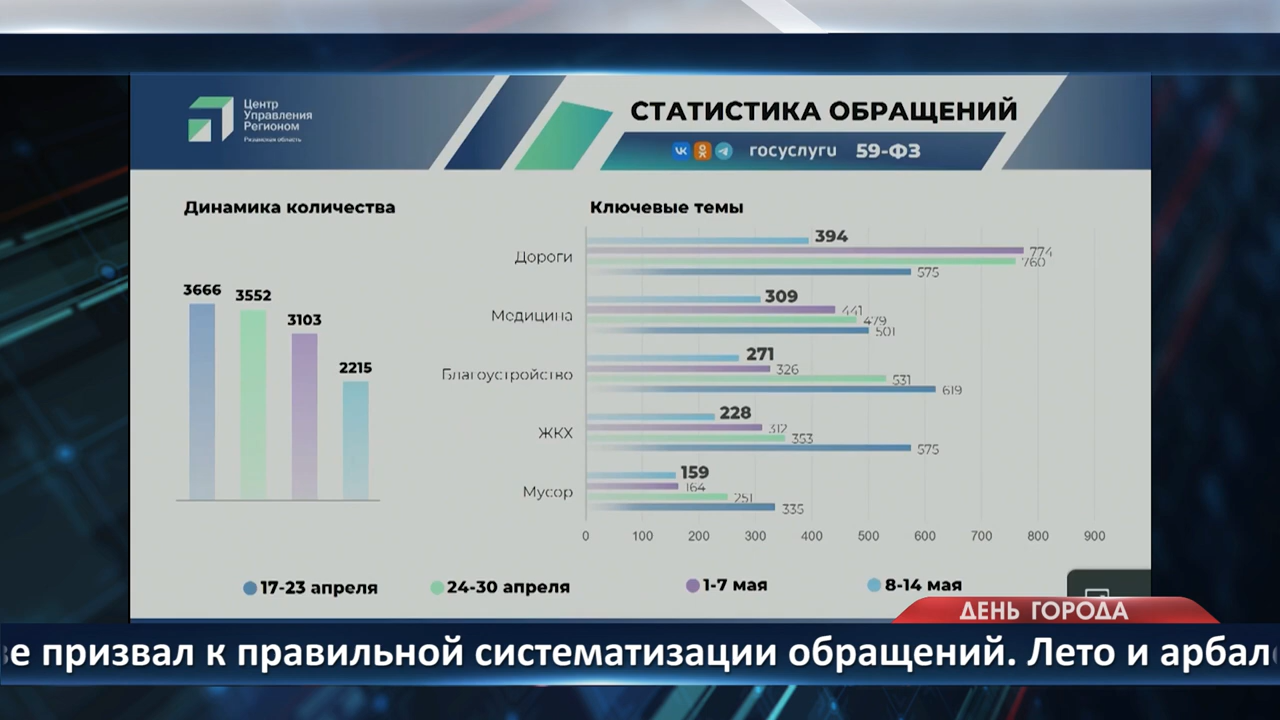 Центр
Управления
Регионом
Рязанская область
СТАТИСТИКА ОБРАЩЕНИЙ
госуслуги 59-ФЗ
Динамика количества
3666
3552
3103
2215
Ключевые темы
Дороги
394
774
760
575
Медицина
309
441
479
501
Благоустройство
271
326
531
619
ЖКХ
228
312
353
575
Мусор
159
164
251
335
0 100 200 300 400 500 600 700 800 900
17-23 апреля 24-30 апреля 1-7 мая 8-14 мая
ДЕНЬ ГОРОДА
призвал к правильной систематизации обращений. Лето и